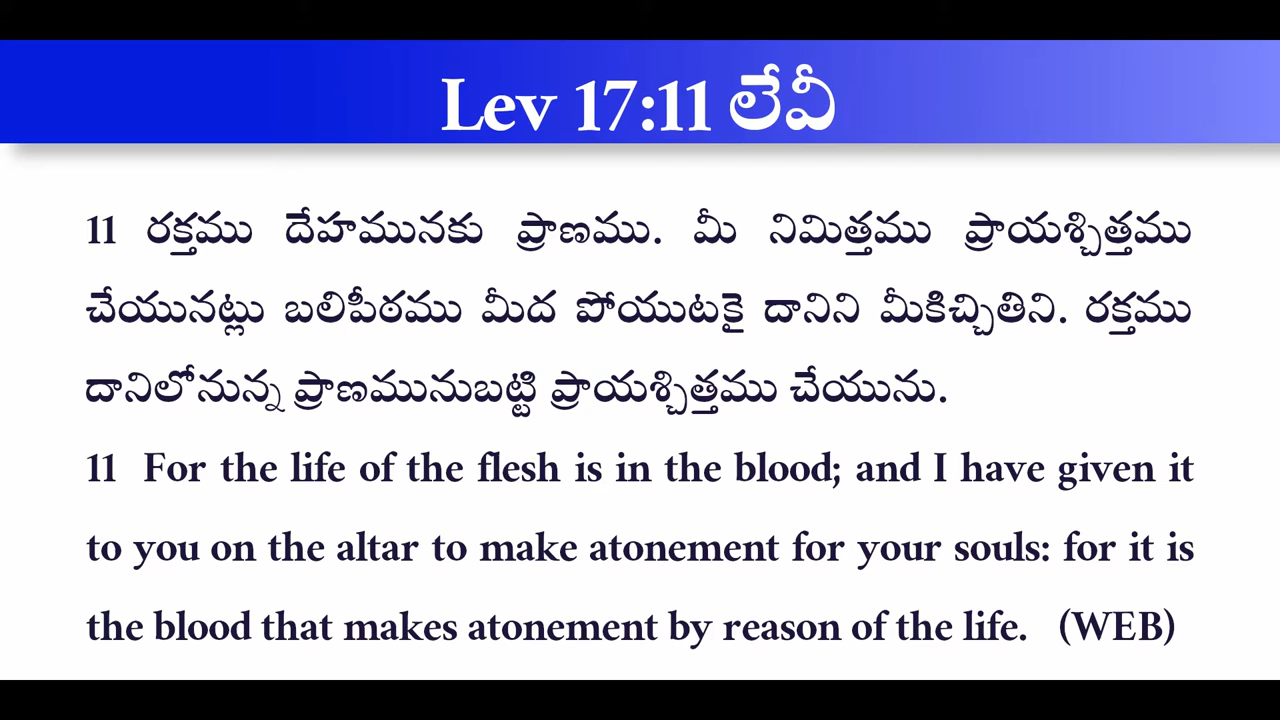 Lev 17:11 లేవీ
11 రక్తము దేహమునకు ప్రాణము. మీ నిమిత్తము ప్రాయశ్చిత్తము
చేయునట్లు బలిపీఠము మీద పోయుటకై దానిని మీకిచ్చితిని. రక్తము
దానిలోనున్న ప్రాణమునుబట్టి ప్రాయశ్చిత్తము చేయును.
11 For the life of the flesh is in the blood; and I have given it
to you on the altar to make atonement for your souls: for it is
the blood that makes atonement by reason of the life. (WEB)